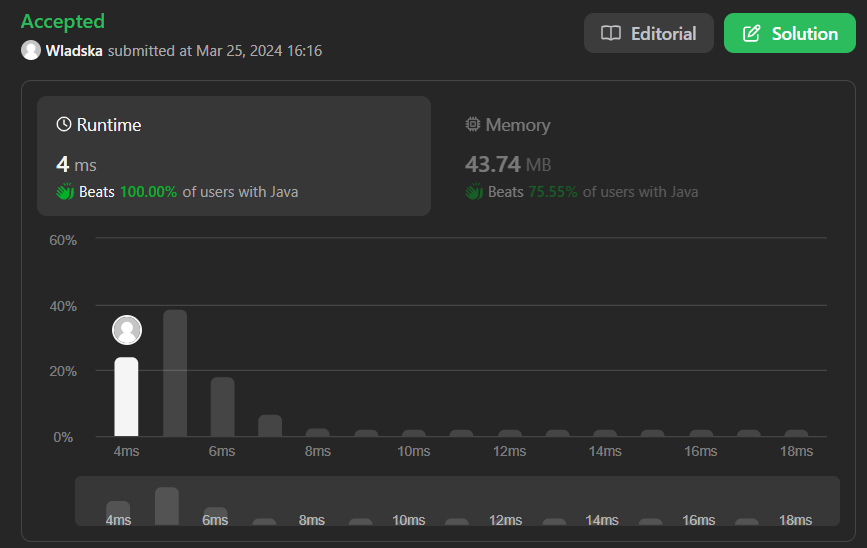 Accepted
Editorial
Solution
Wladska submitted at Mar 25, 2024 16:16
Runtime
4 ms
Beats 100.00% of users with Java
Memory
43.74 MB
Beats 75.55% of users with Java
60%
40%
20%
0%
4ms 6ms 8ms 10ms 12ms 14ms 16ms 18ms
4ms 6ms 8ms 10ms 12ms 14ms 16ms 18ms